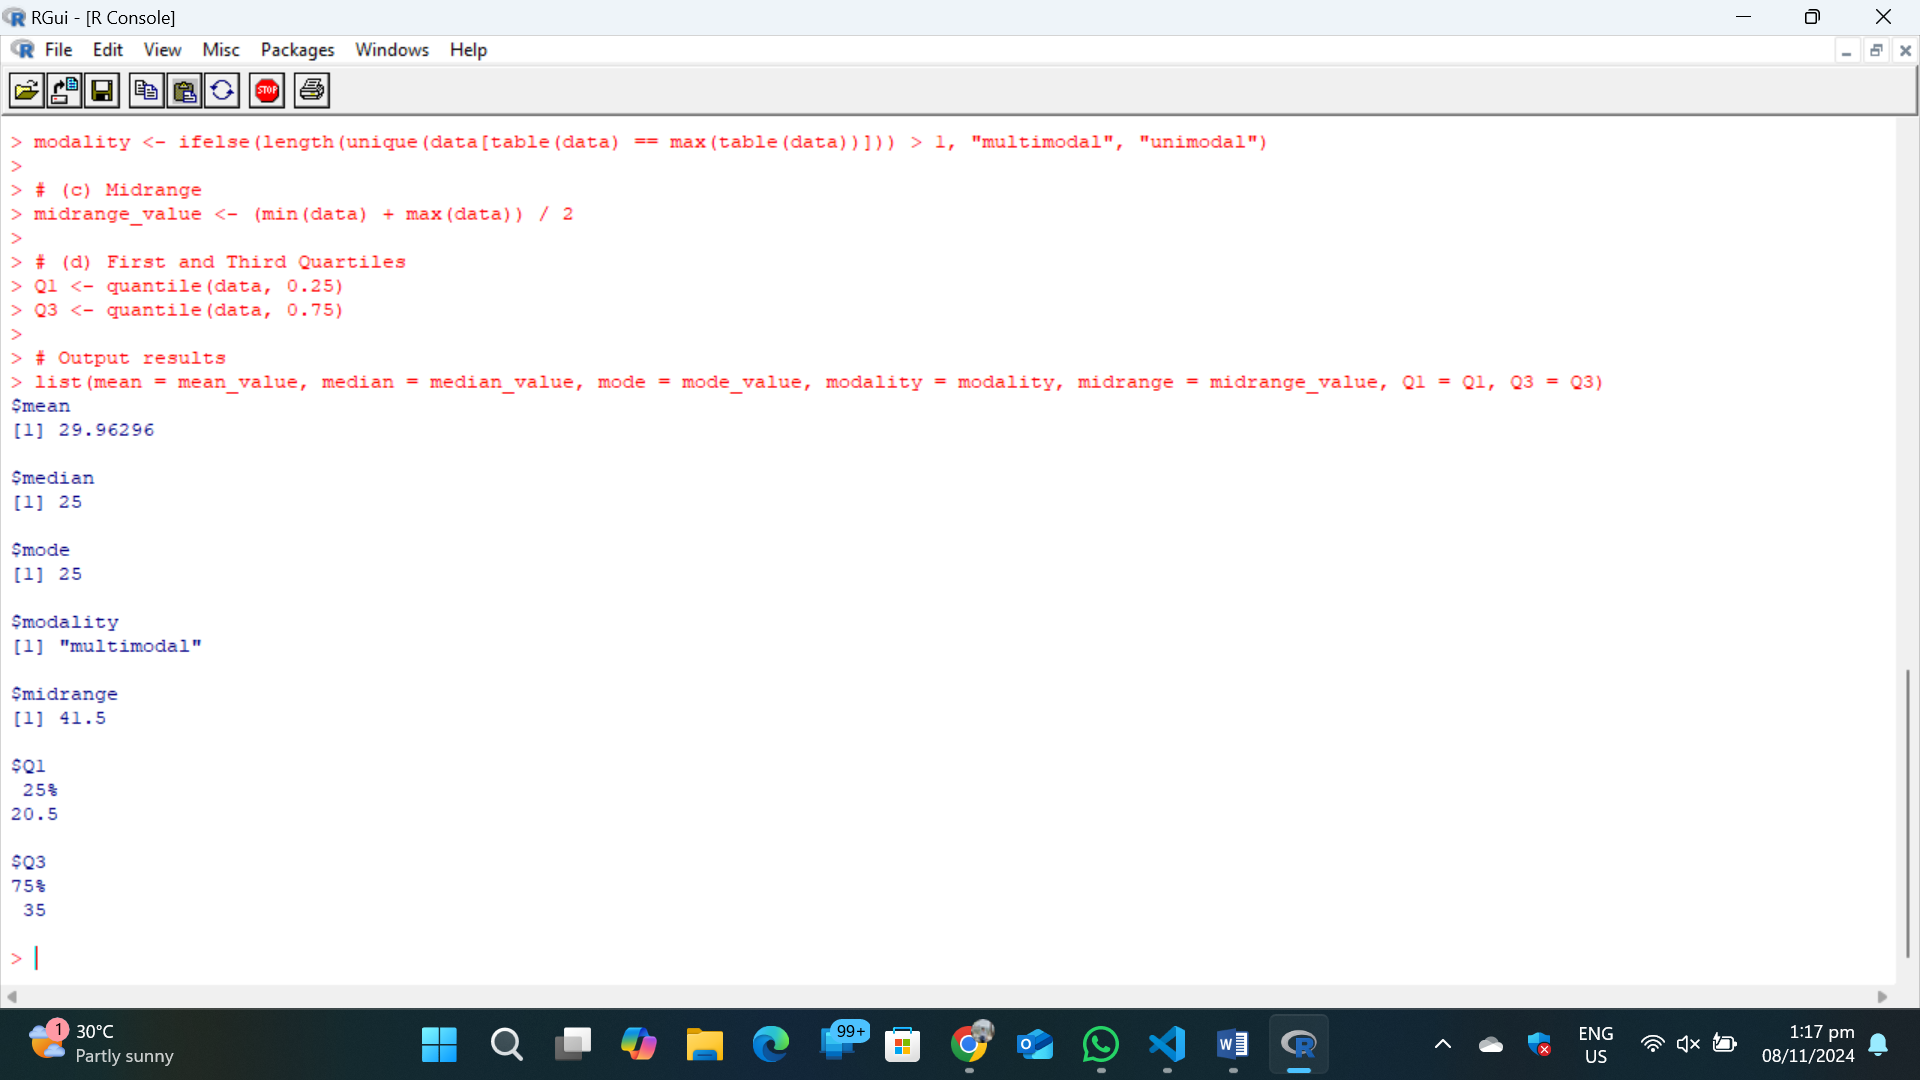 RGui - [R Console]
File Edit View Misc Packages Windows Help
STOP
> modality <- ifelse(length(unique(data[table(data) == max(table(data))])) > 1, "multimodal", "unimodal")
>
> # (c) Midrange
> midrange_value <- (min(data) + max(data)) / 2
>
> # (d) First and Third Quartiles
> Q1 <- quantile(data, 0.25)
> Q3 <- quantile(data, 0.75)
>
> # Output results
> list(mean = mean_value, median = median_value, mode = mode_value, modality = modality, midrange = midrange_value, Q1 = Q1, Q3 = Q3)
$mean
[1] 29.96296
$median
[1] 25
$mode
[1] 25
$modality
[1] "multimodal"
$midrange
[1] 41.5
$Q1
25%
20.5
$Q3
75%
35
>
1
30°C
Partly sunny
99+
ENG
US
1:17 pm
08/11/2024